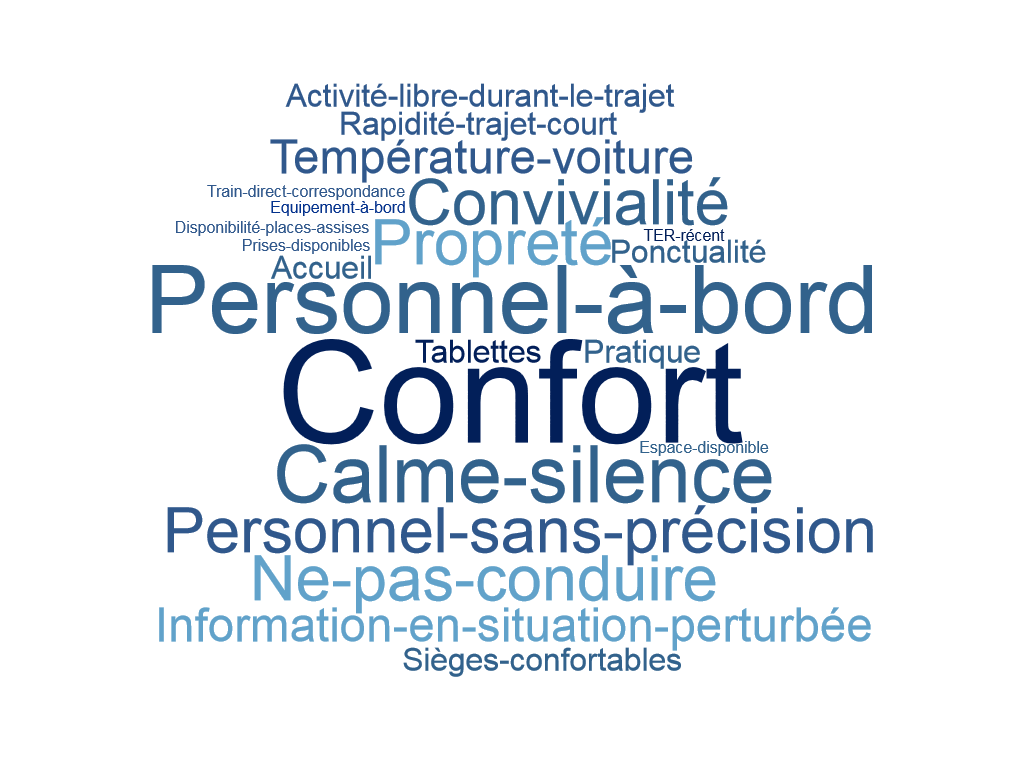 Activité-libre-durant-le-trajet
Rapidité-trajet-court
Température-voiture
Train-direct-correspondance
Equipement-à-bord
Convivialité
Disponibilité-places-assises
Prises-disponibles
Propreté
TER-récent
Ponctualité
Accueil
Personnel-à-bord
Tablettes
Pratique
Confort
Espace-disponible
Calme-silence
Personnel-sans-précision
Ne-pas-conduire
Information-en-situation-perturbée
Sièges-confortables